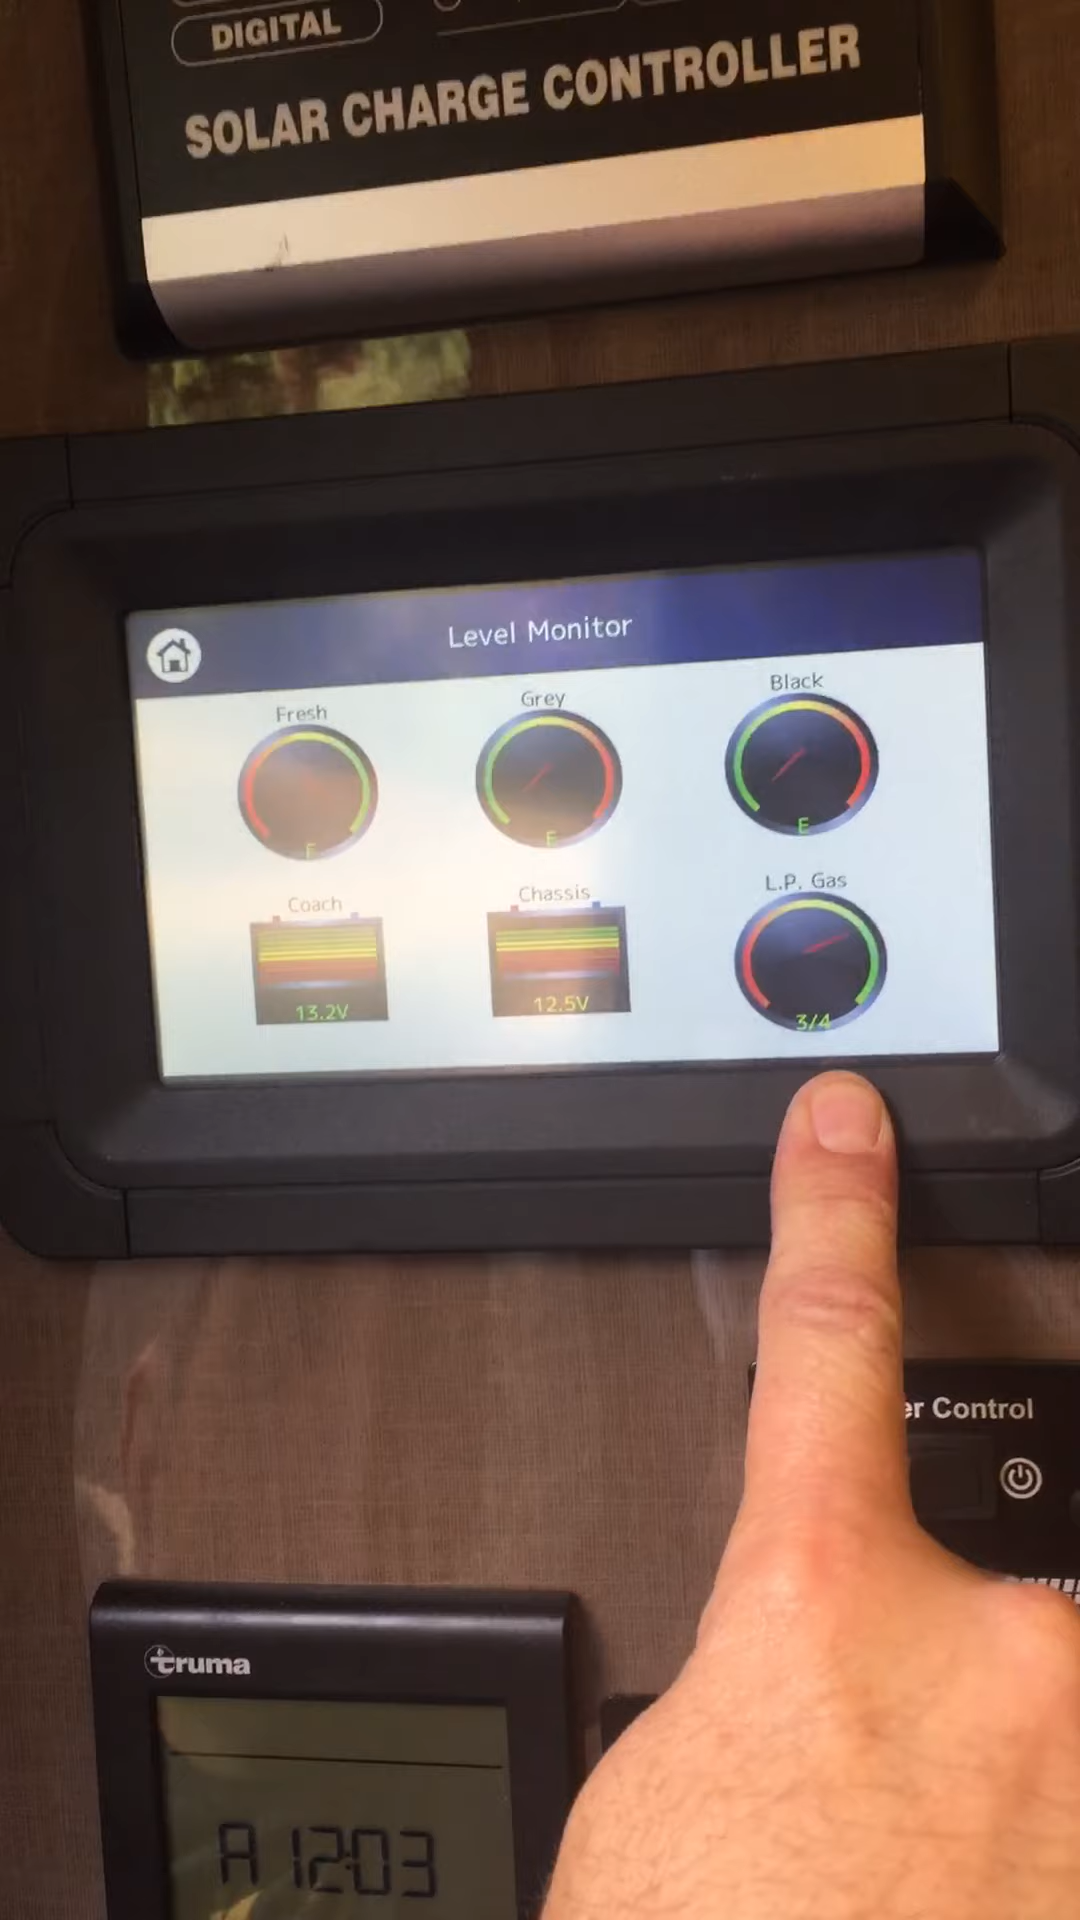 DIGITAL
SOLAR CHARGE CONTROLLER
Level Monitor
Fresh
Grey
Black
F
E
E
Coach
Chassis
L.P. Gas
13.2V
12.5V
3/4
er Control
truma
A 12:03